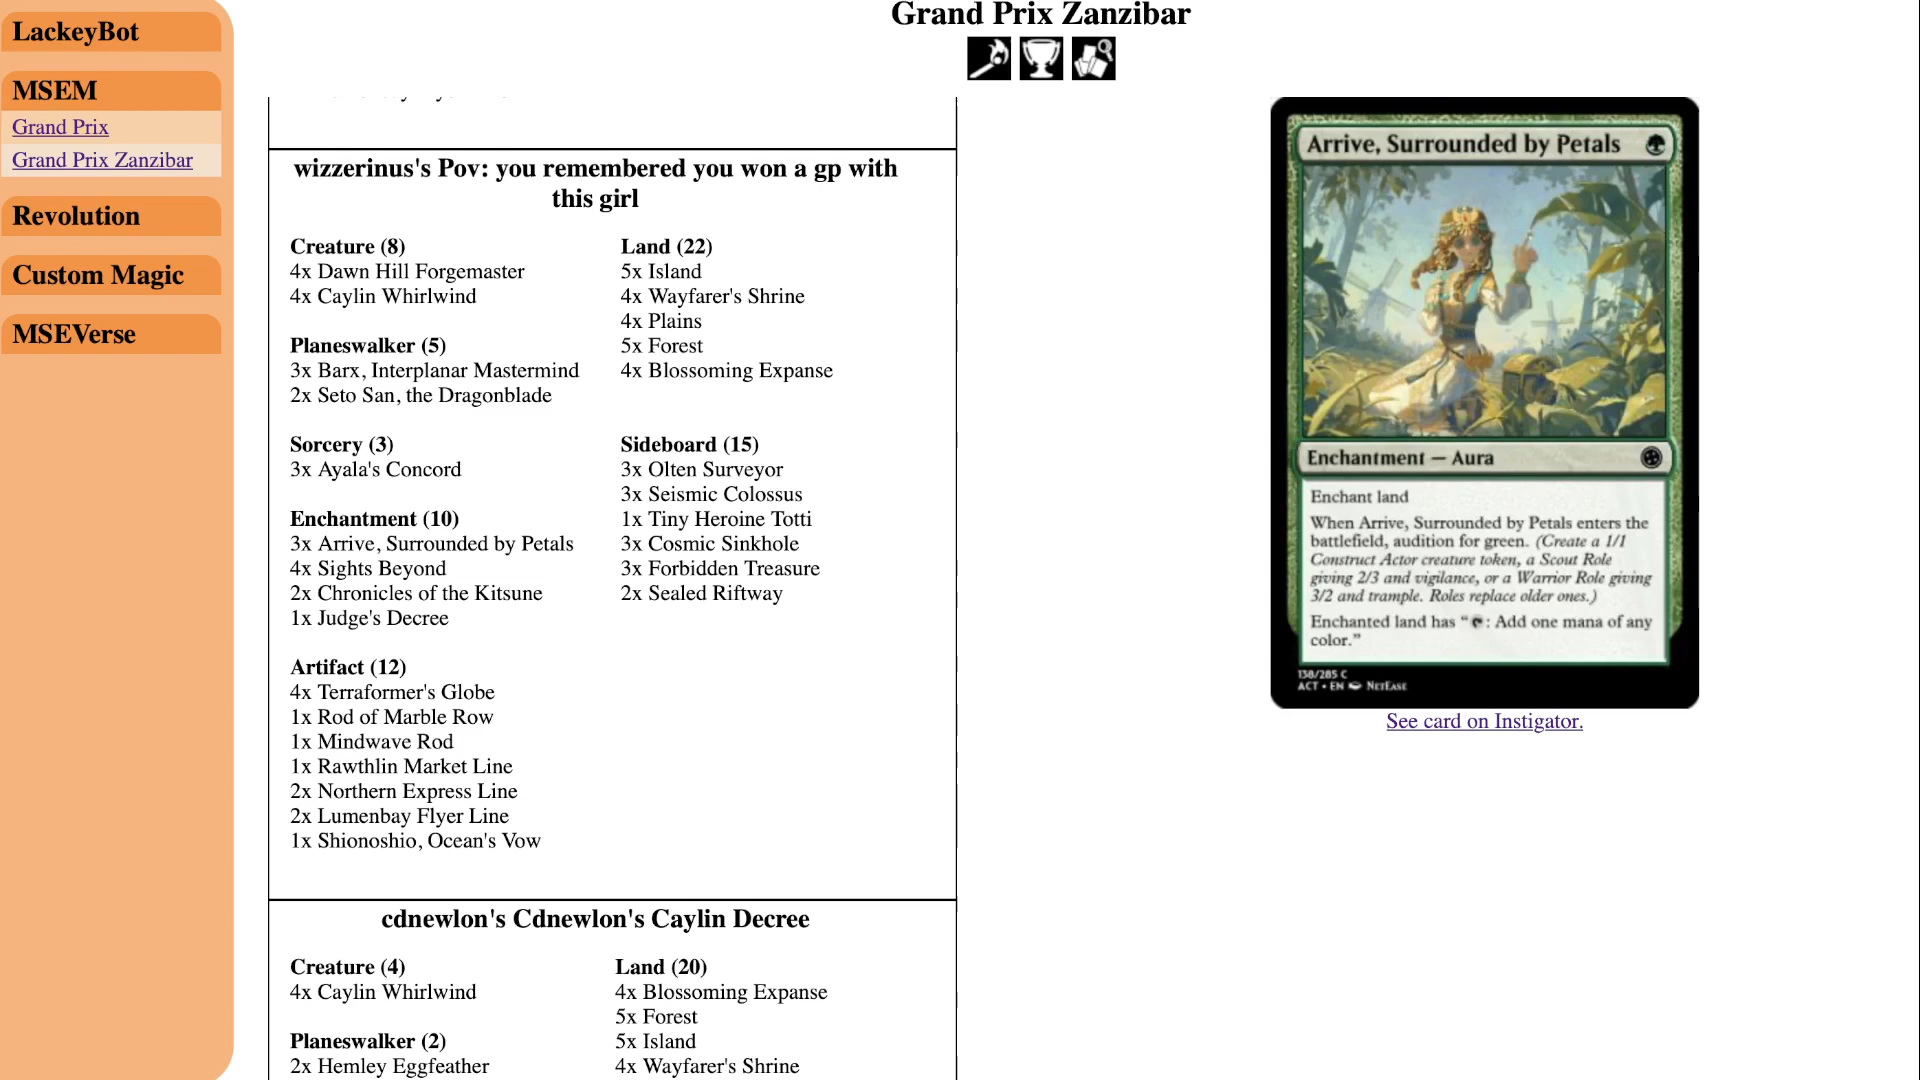 LackeyBot
MSEM
Grand Prix
Grand Prix Zanzibar
Revolution
Custom Magic
MSEVerse
Grand Prix Zanzibar
wizzerinus's Pov: you remembered you won a gp with
this girl
Creature (8)
4x Dawn Hill Forgemaster
4x Caylin Whirlwind
Planeswalker (5)
3x Barx, Interplanar Mastermind
2x Seto San, the Dragonblade
Sorcery (3)
3x Ayala's Concord
Enchantment (10)
3x Arrive, Surrounded by Petals
4x Sights Beyond
2x Chronicles of the Kitsune
1x Judge's Decree
Artifact (12)
4x Terraformer's Globe
1x Rod of Marble Row
1x Mindwave Rod
1x Rawthlin Market Line
2x Northern Express Line
2x Lumenbay Flyer Line
1x Shionoshio, Ocean's Vow
Land (22)
5x Island
4x Wayfarer's Shrine
4x Plains
5x Forest
4x Blossoming Expanse
Sideboard (15)
3x Olten Surveyor
3x Seismic Colossus
1x Tiny Heroine Totti
3x Cosmic Sinkhole
3x Forbidden Treasure
2x Sealed Riftway
cdnewlon's Cdnewlon's Caylin Decree
Creature (4)
4x Caylin Whirlwind
Planeswalker (2)
2x Hemley Eggfeather
Land (20)
4x Blossoming Expanse
5x Forest
5x Island
4x Wayfarer's Shrine
Arrive, Surrounded by Petals
Enchantment — Aura
Enchant land
When Arrive, Surrounded by Petals enters the
battlefield, audition for green. (Create a 1/1
Construct Actor creature token, a Scout Role
giving 2/3 and vigilance, or a Warrior Role giving
3/2 and trample. Roles replace older ones.)
Enchanted land has “: Add one mana of any
color.”
138/285 C
ACT • EN NetEase
See card on Instigator.